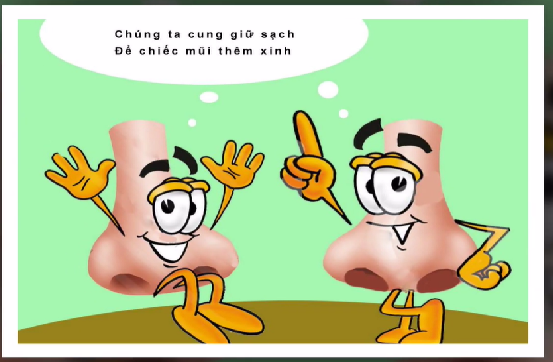 Chúng ta cung giữ sạch
Để chiếc mũi thêm xinh